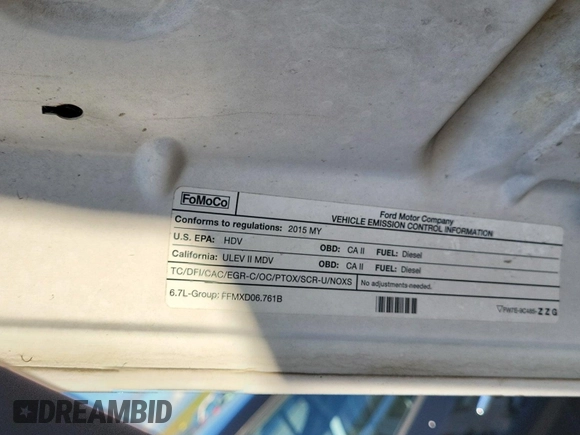 FoMoCo
Ford Motor Company
VEHICLE EMISSION CONTROL INFORMATION
Conforms to regulations: 2015 MY
U.S. EPA: HDV OBD: CA II FUEL: Diesel
California: ULEV II MDV OBD: CA II FUEL: Diesel
TC/DFI/CAC/EGR-C/OC/PTOX/SCR-U/NOXS No adjustments needed.
6.7L-Group: FFMXD06.761B
ZZG
DREAMBID